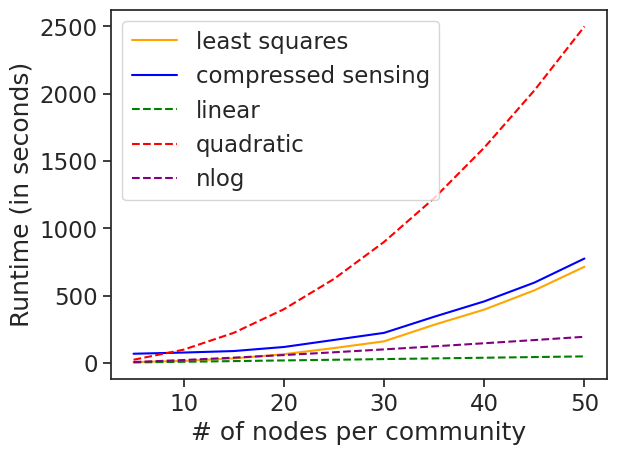 Runtime (in seconds)
2500
2000
1500
1000
500
0
least squares
compressed sensing
linear
quadratic
nlog
10 20 30 40 50
# of nodes per community